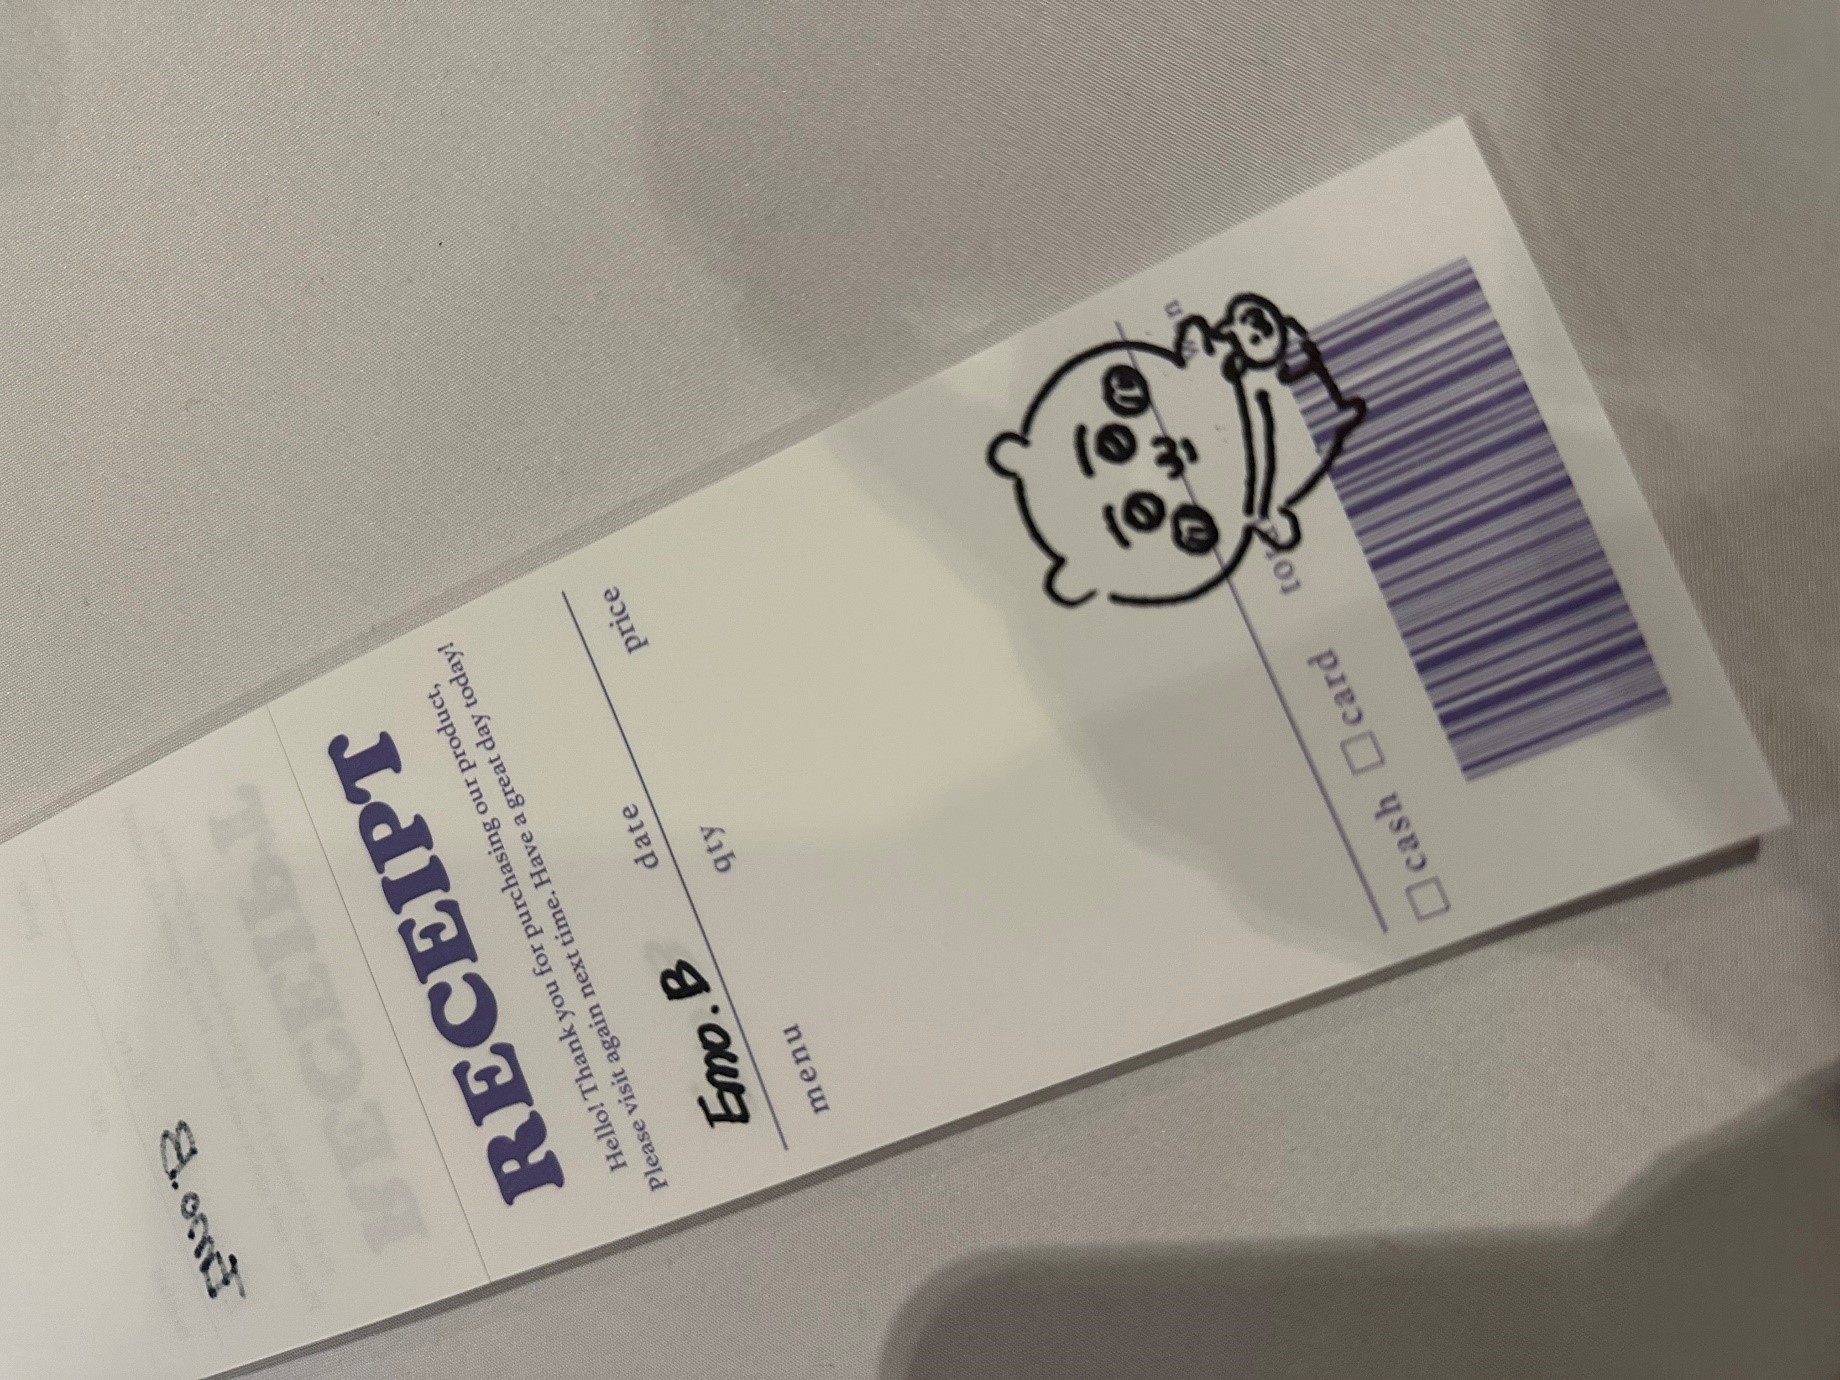 RECEIPT
Hello! Thank you for purchasing our product,
Please visit again next time. Have a great day today!
Emo.B date price
menu qty
cash card
Emo.B